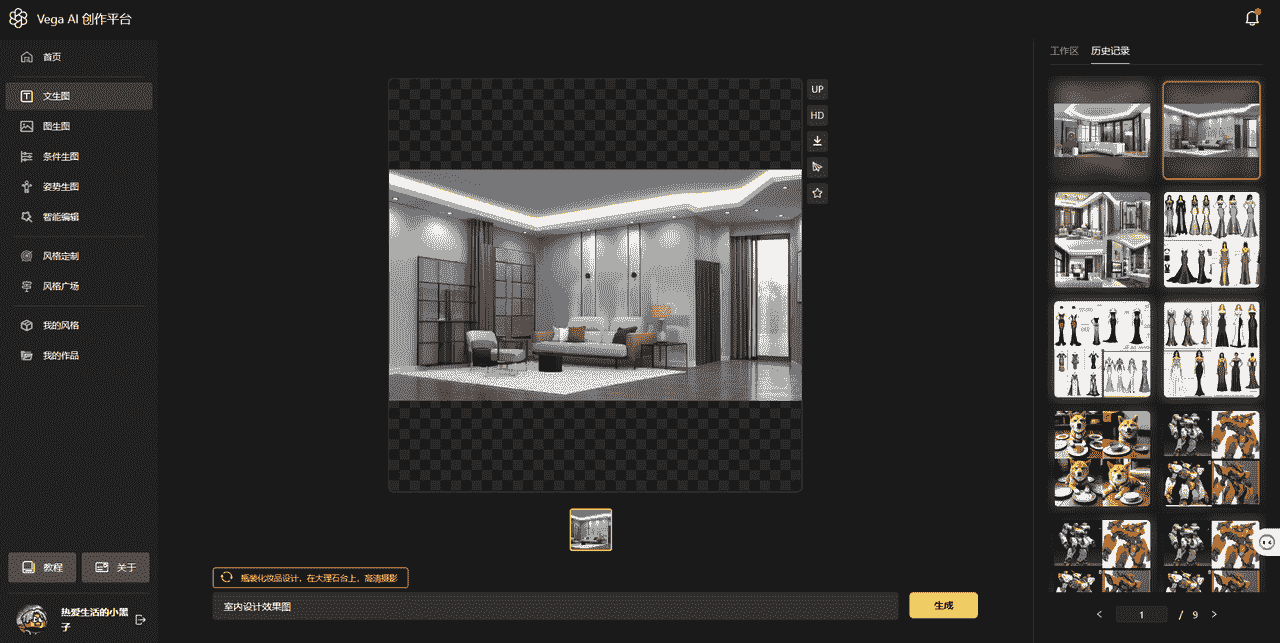 Vega AI 创作平台
首页
文生图
图生图
条件生图
姿势生图
智能编辑
风格定制
风格广场
我的风格
我的作品
教程
关于
热爱生活的小黑
子
UP
HD
瓶装化妆品设计，在大理石台上，高清摄影
室内设计效果图
生成
工作区
历史记录
1 / 9